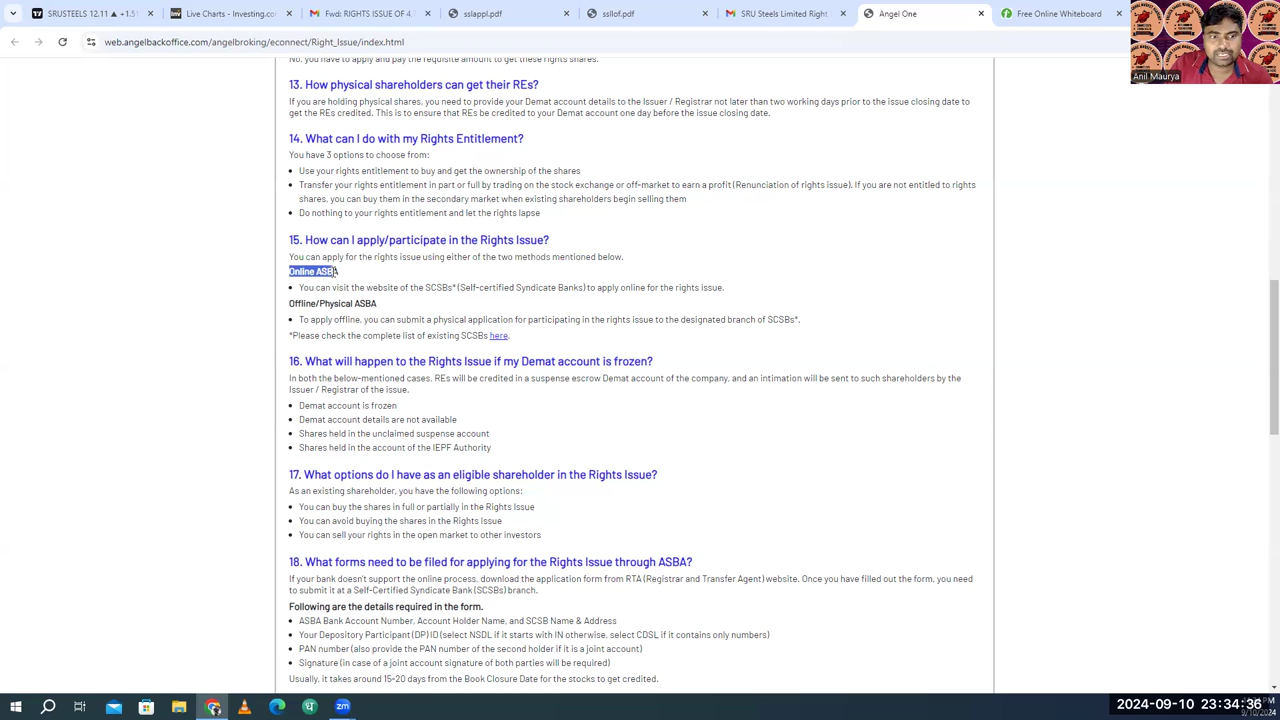 SRUSTEELS 12.11 ▲ +1.5
Live Charts - Investing.com
Fwd: RIGHTS ISSUE OF 4,
sslappl.pdf
ssllof.pdf
SRU Steels Limited Right
Angel One
Free Online Whiteboard
web.angelbackoffice.com/angelbroking/econnect/Right_Issue/index.html
Anil Maurya
No, you have to apply and pay the requisite amount to get these rights shares.
13. How physical shareholders can get their REs?
If you are holding physical shares, you need to provide your Demat account details to the Issuer / Registrar not later than two working days prior to the issue closing date to
get the REs credited. This is to ensure that REs be credited to your Demat account one day before the issue closing date.
14. What can I do with my Rights Entitlement?
You have 3 options to choose from:
Use your rights entitlement to buy and get the ownership of the shares
Transfer your rights entitlement in part or full by trading on the stock exchange or off-market to earn a profit (Renunciation of rights issue). If you are not entitled to rights
shares, you can buy them in the secondary market when existing shareholders begin selling them
Do nothing to your rights entitlement and let the rights lapse
15. How can I apply/participate in the Rights Issue?
You can apply for the rights issue using either of the two methods mentioned below.
Online ASBA
You can visit the website of the SCSBs* (Self-certified Syndicate Banks) to apply online for the rights issue.
Offline/Physical ASBA
To apply offline, you can submit a physical application for participating in the rights issue to the designated branch of SCSBs*.
*Please check the complete list of existing SCSBs here.
16. What will happen to the Rights Issue if my Demat account is frozen?
In both the below-mentioned cases, REs will be credited in a suspense escrow Demat account of the company, and an intimation will be sent to such shareholders by the
Issuer / Registrar of the issue.
Demat account is frozen
Demat account details are not available
Shares held in the unclaimed suspense account
Shares held in the account of the IEPF Authority
17. What options do I have as an eligible shareholder in the Rights Issue?
As an existing shareholder, you have the following options:
You can buy the shares in full or partially in the Rights Issue
You can avoid buying the shares in the Rights Issue
You can sell your rights in the open market to other investors
18. What forms need to be filed for applying for the Rights Issue through ASBA?
If your bank doesn't support the online process, download the application form from RTA (Registrar and Transfer Agent) website. Once you have filled out the form, you need
to submit it at a Self-Certified Syndicate Bank (SCSBs) branch.
Following are the details required in the form.
ASBA Bank Account Number, Account Holder Name, and SCSB Name & Address
Your Depository Participant (DP) ID (select NSDL if it starts with IN otherwise, select CDSL if it contains only numbers)
PAN number (also provide the PAN number of the second holder if it is a joint account)
Signature (in case of a joint account signature of both parties will be required)
Usually, it takes around 15-20 days from the Book Closure Date for the stocks to get credited.
2024-09-10 23:34:36
9/10/2024